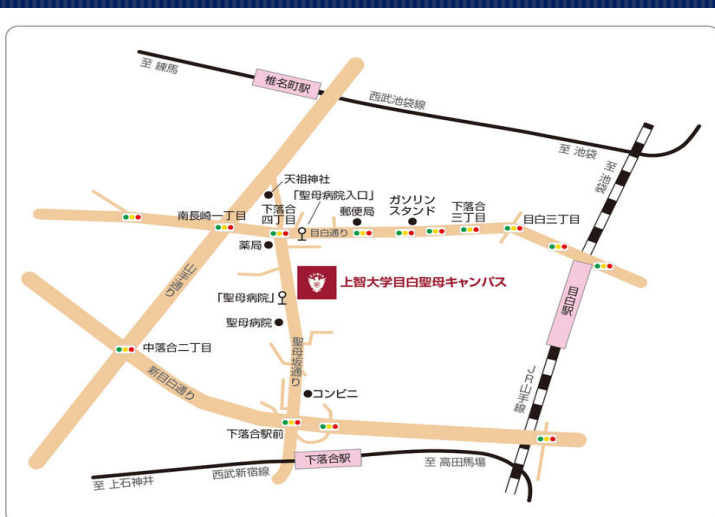 至 練馬
椎名町駅
西武池袋線
至 池袋
至 池袋
天祖神社
「聖母病院入口」
下落合
四丁目
南長崎一丁目
郵便局
ガソリン
スタンド
下落合
三丁目
目白三丁目
目白通り
薬局
山手通り
上智大学目白聖母キャンパス
目白駅
「聖母病院」
聖母病院
中落合二丁目
聖母坂通り
新目白通り
JR山手線
コンビニ
下落合駅前
下落合駅
至 高田馬場
西武新宿線
至 上石神井